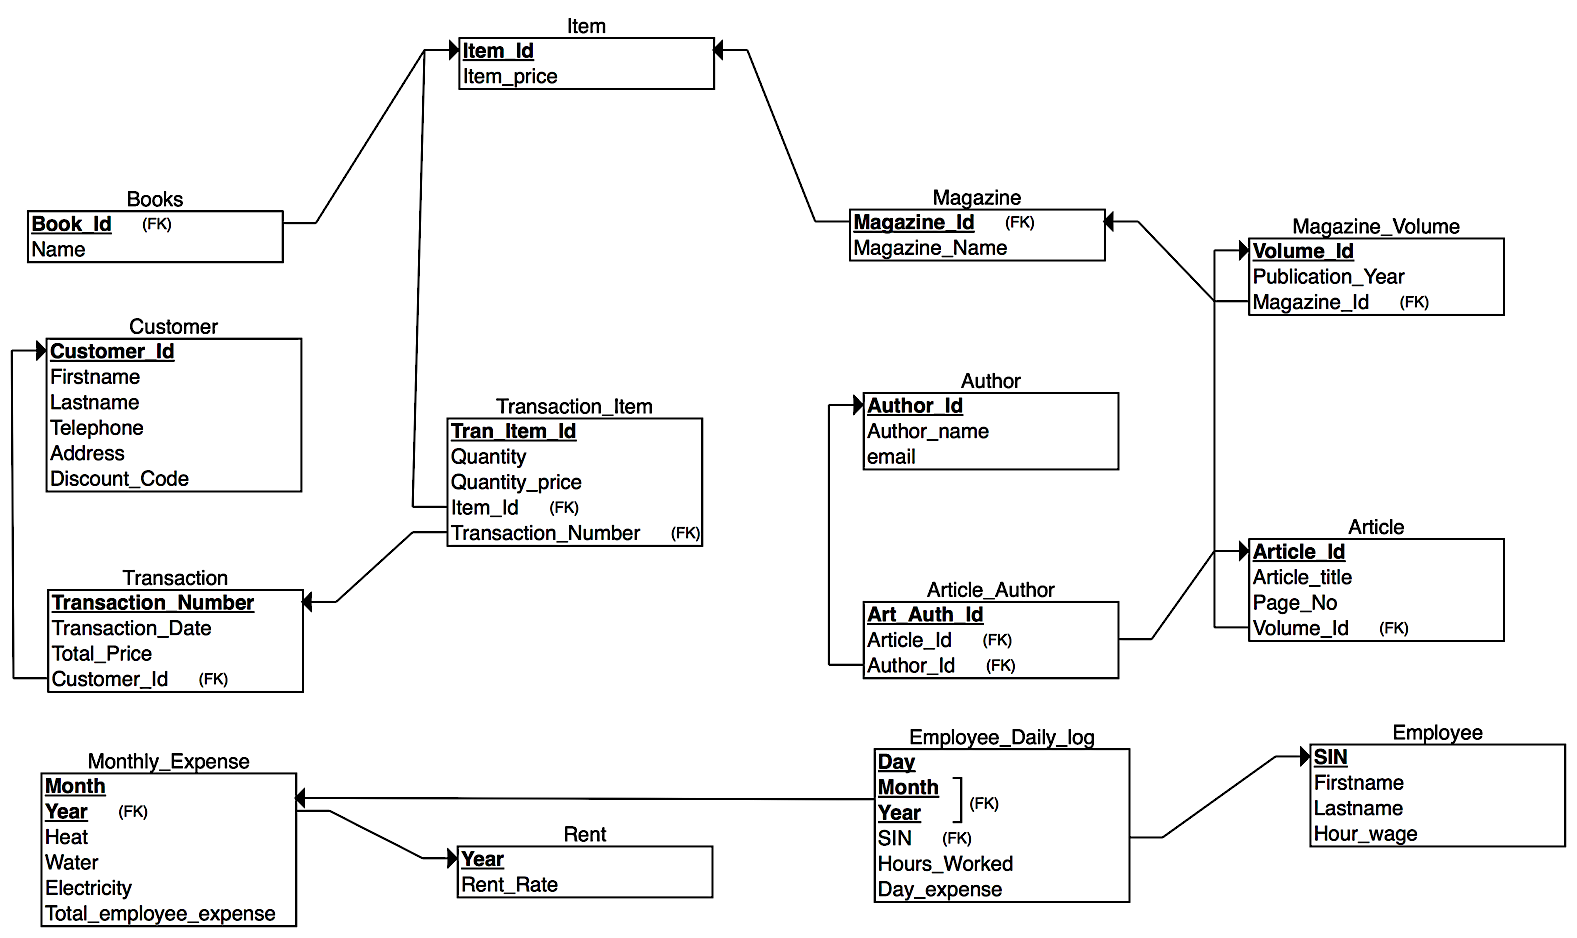 Item
Item_Id
Item_price
Books
Book_Id (FK)
Name
Magazine
Magazine_Id (FK)
Magazine_Name
Magazine_Volume
Volume_Id
Publication_Year
Magazine_Id (FK)
Customer
Customer_Id
Firstname
Lastname
Telephone
Address
Discount_Code
Transaction_Item
Tran_Item_Id
Quantity
Quantity_price
Item_Id (FK)
Transaction_Number (FK)
Author
Author_Id
Author_name
email
Article
Article_Id
Article_title
Page_No
Volume_Id (FK)
Transaction
Transaction_Number
Transaction_Date
Total_Price
Customer_Id (FK)
Article_Author
Art_Auth_Id
Article_Id (FK)
Author_Id (FK)
Monthly_Expense
Month
Year (FK)
Heat
Water
Electricity
Total_employee_expense
Rent
Year
Rent_Rate
Employee_Daily_log
Day
Month
Year (FK)
SIN (FK)
Hours_Worked
Day_expense
Employee
SIN
Firstname
Lastname
Hour_wage